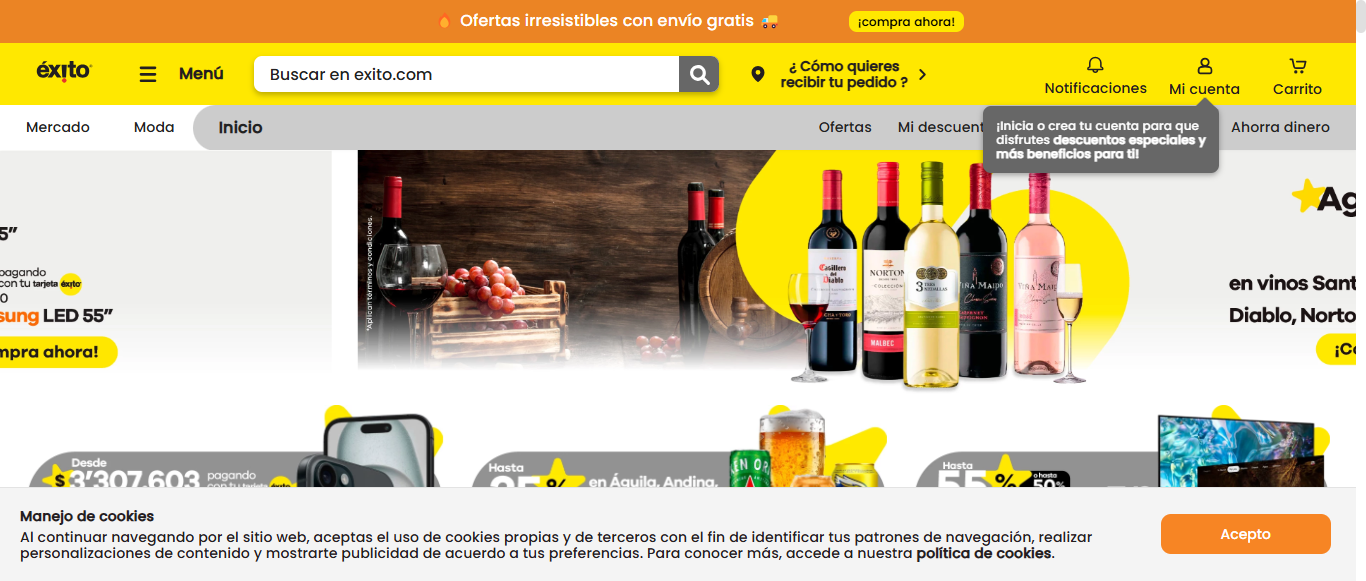 Ofertas irresistibles con envío gratis
¡compra ahora!
éxito
Menú
Buscar en exito.com
¿ Cómo quieres
recibir tu pedido ?
Notificaciones
Mi cuenta
Carrito
Mercado
Moda
Inicio
Ofertas
Mi descuent
Ahorra dinero
¡Inicia o crea tu cuenta para que
disfrutes descuentos especiales y
más beneficios para ti!
5”
pagando
con tu tarjeta éxito
0
sung LED 55”
mpra ahora!
*Aplican términos y condiciones.
Casillero
del
Diablo
NORTON
COLECCIÓN
MALBEC
3
MEDALLAS
VIÑA MAIPO
VIÑA MAIPO
Ag
en vinos Sant
Diablo, Norto
¡Co
Desde
$3'307.603
pagando
con tu tarjeta éxito
Hasta
%
en Águila, Andina,
Hasta
55%
o hasta
50%
Manejo de cookies
Al continuar navegando por el sitio web, aceptas el uso de cookies propias y de terceros con el fin de identificar tus patrones de navegación, realizar
personalizaciones de contenido y mostrarte publicidad de acuerdo a tus preferencias. Para conocer más, accede a nuestra política de cookies.
Acepto